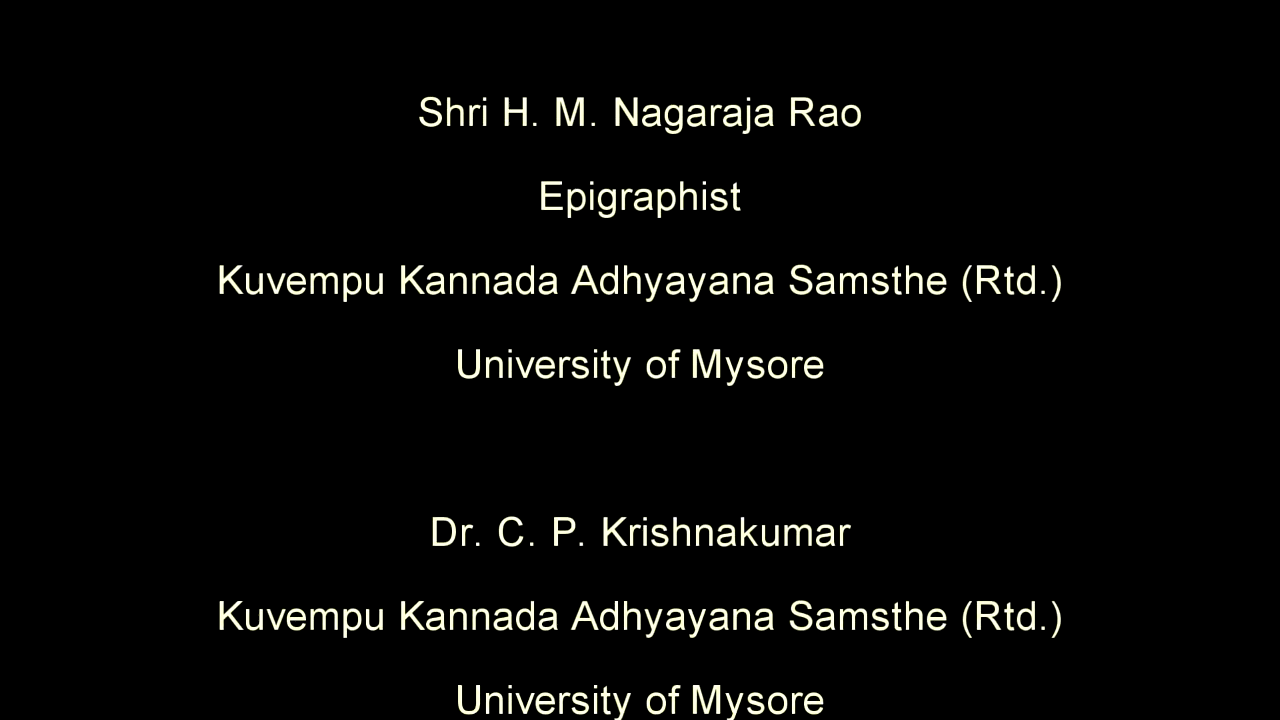 Shri H. M. Nagaraja Rao
Epigraphist
Kuvempu Kannada Adhyayana Samsthe (Rtd.)
University of Mysore
Dr. C. P. Krishnakumar
Kuvempu Kannada Adhyayana Samsthe (Rtd.)
University of Mysore